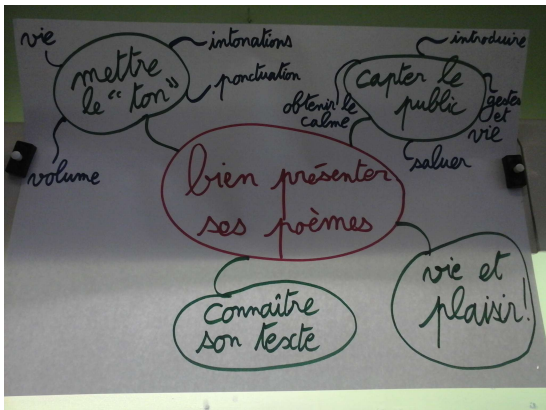 vie
intonations
mettre
le "ton"
ponctuation
volume
introduire
capter le
public
obtenir le
calme
gestes
et
vie
saluer
bien présenter
ses poèmes
connaître
son texte
vie et
plaisir!